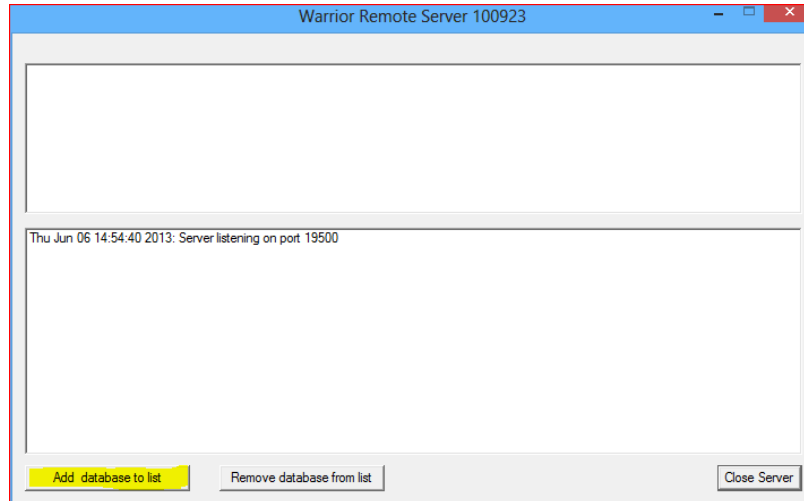 Warrior Remote Server 100923
Thu Jun 06 14:54:40 2013: Server listening on port 19500
Add database to list
Remove database from list
Close Server